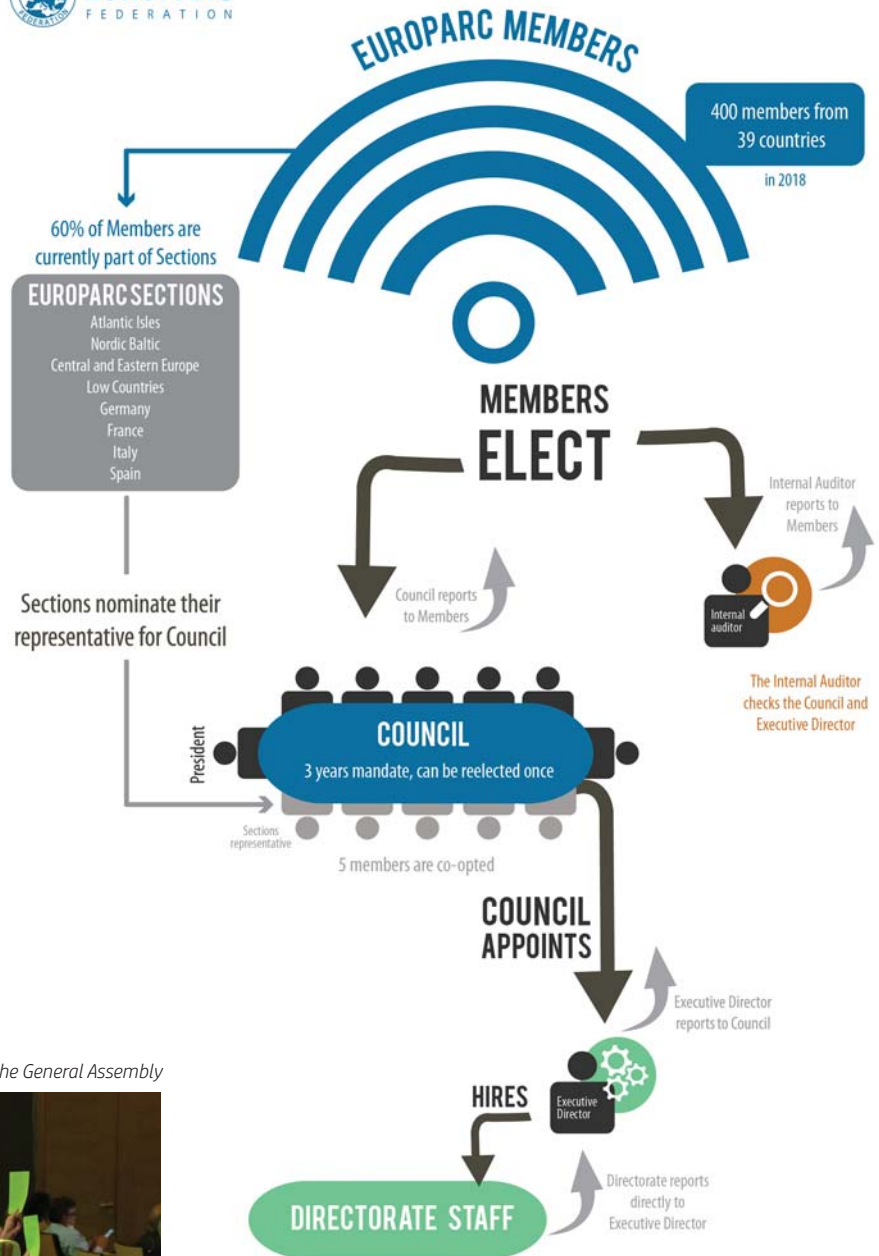 FEDERATION
FEDERATION
EUROPARC MEMBERS
400 members from
39 countries
in 2018
60% of Members are
currently part of Sections
EUROPARC SECTIONS
Atlantic Isles
Nordic Baltic
Central and Eastern Europe
Low Countries
Germany
France
Italy
Spain
MEMBERS
ELECT
Internal Auditor
reports to
Members
Council reports
to Members
Internal
auditor
Sections nominate their
representative for Council
The Internal Auditor
checks the Council and
Executive Director
President
COUNCIL
3 years mandate, can be reelected once
Sections
representative
5 members are co-opted
COUNCIL
APPOINTS
Executive Director
reports to Council
he General Assembly
HIRES
Executive
Director
Directorate reports
directly to
Executive Director
DIRECTORATE STAFF